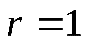 r = 1